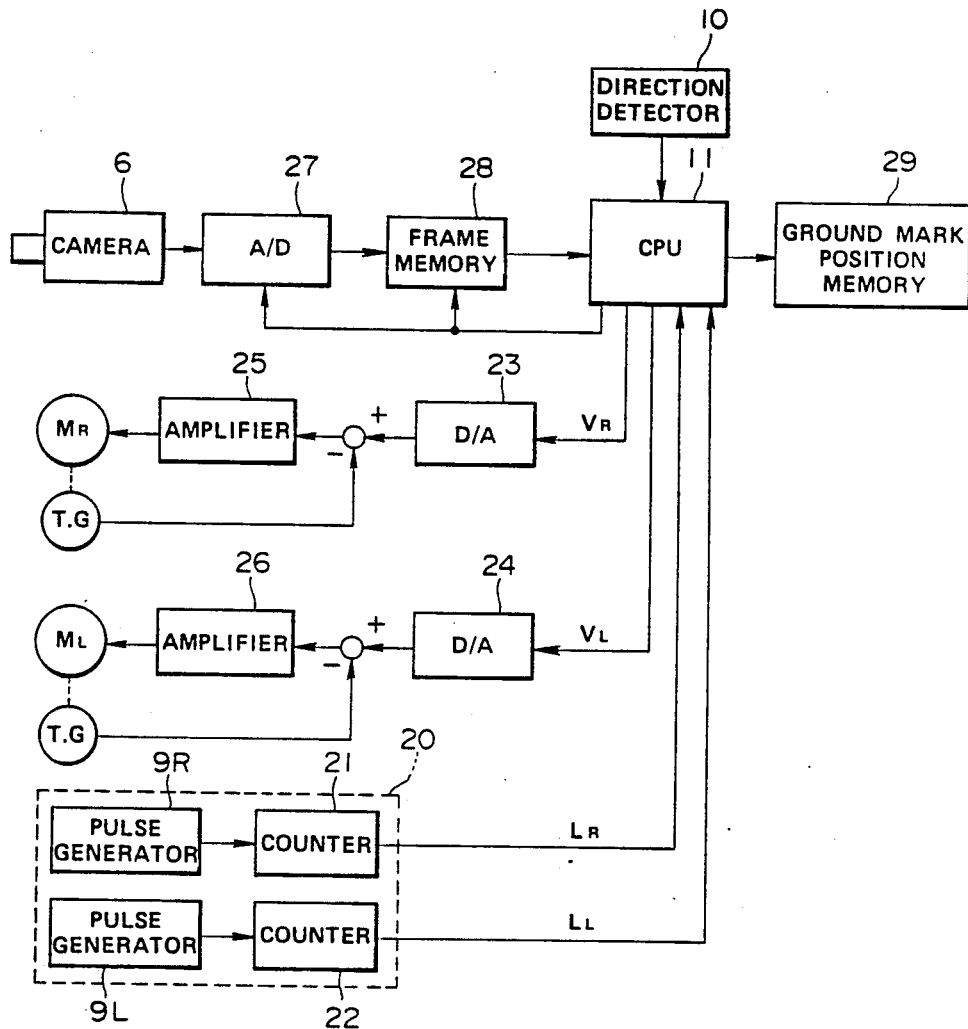 10
DIRECTION
DETECTOR
6
27
28
11
29
CAMERA
A/D
FRAME
MEMORY
CPU
GROUND MARK
POSITION
MEMORY
25
23
MR
AMPLIFIER
+
−
D/A
VR
T.G
26
24
ML
AMPLIFIER
+
−
D/A
VL
T.G
20
9R
21
PULSE
GENERATOR
COUNTER
LR
PULSE
GENERATOR
COUNTER
LL
9L
22